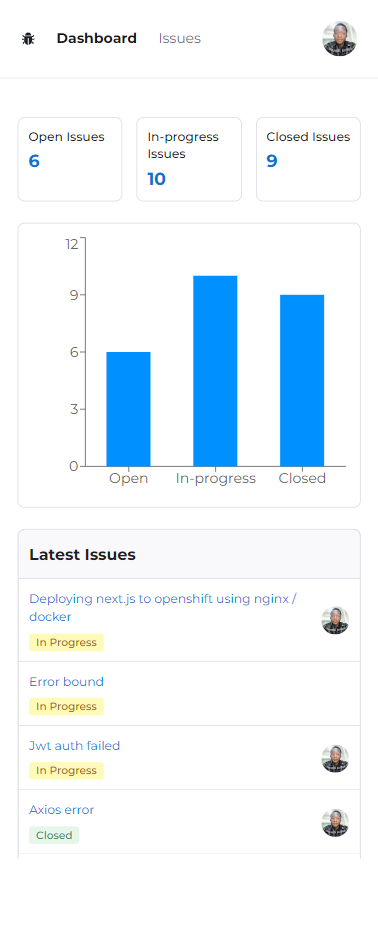 Dashboard Issues
Open Issues
6
In-progress
Issues
10
Closed Issues
9
12
9
6
3
0
Open In-progress Closed
Latest Issues
Deploying next.js to openshift using nginx /
docker
In Progress
Error bound
In Progress
Jwt auth failed
In Progress
Axios error
Closed